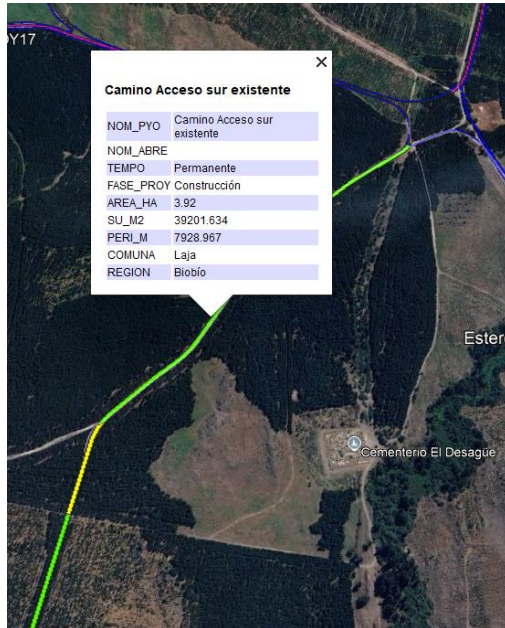 Y17
Camino Acceso sur existente
NOM_PYO Camino Acceso sur
existente
NOM_ABRE
TEMPO Permanente
FASE_PROY Construcción
AREA_HA 3.92
SU_M2 39201.634
PERI_M 7928.967
COMUNA Laja
REGION Biobío
Ester
Cementerio El Desagüe